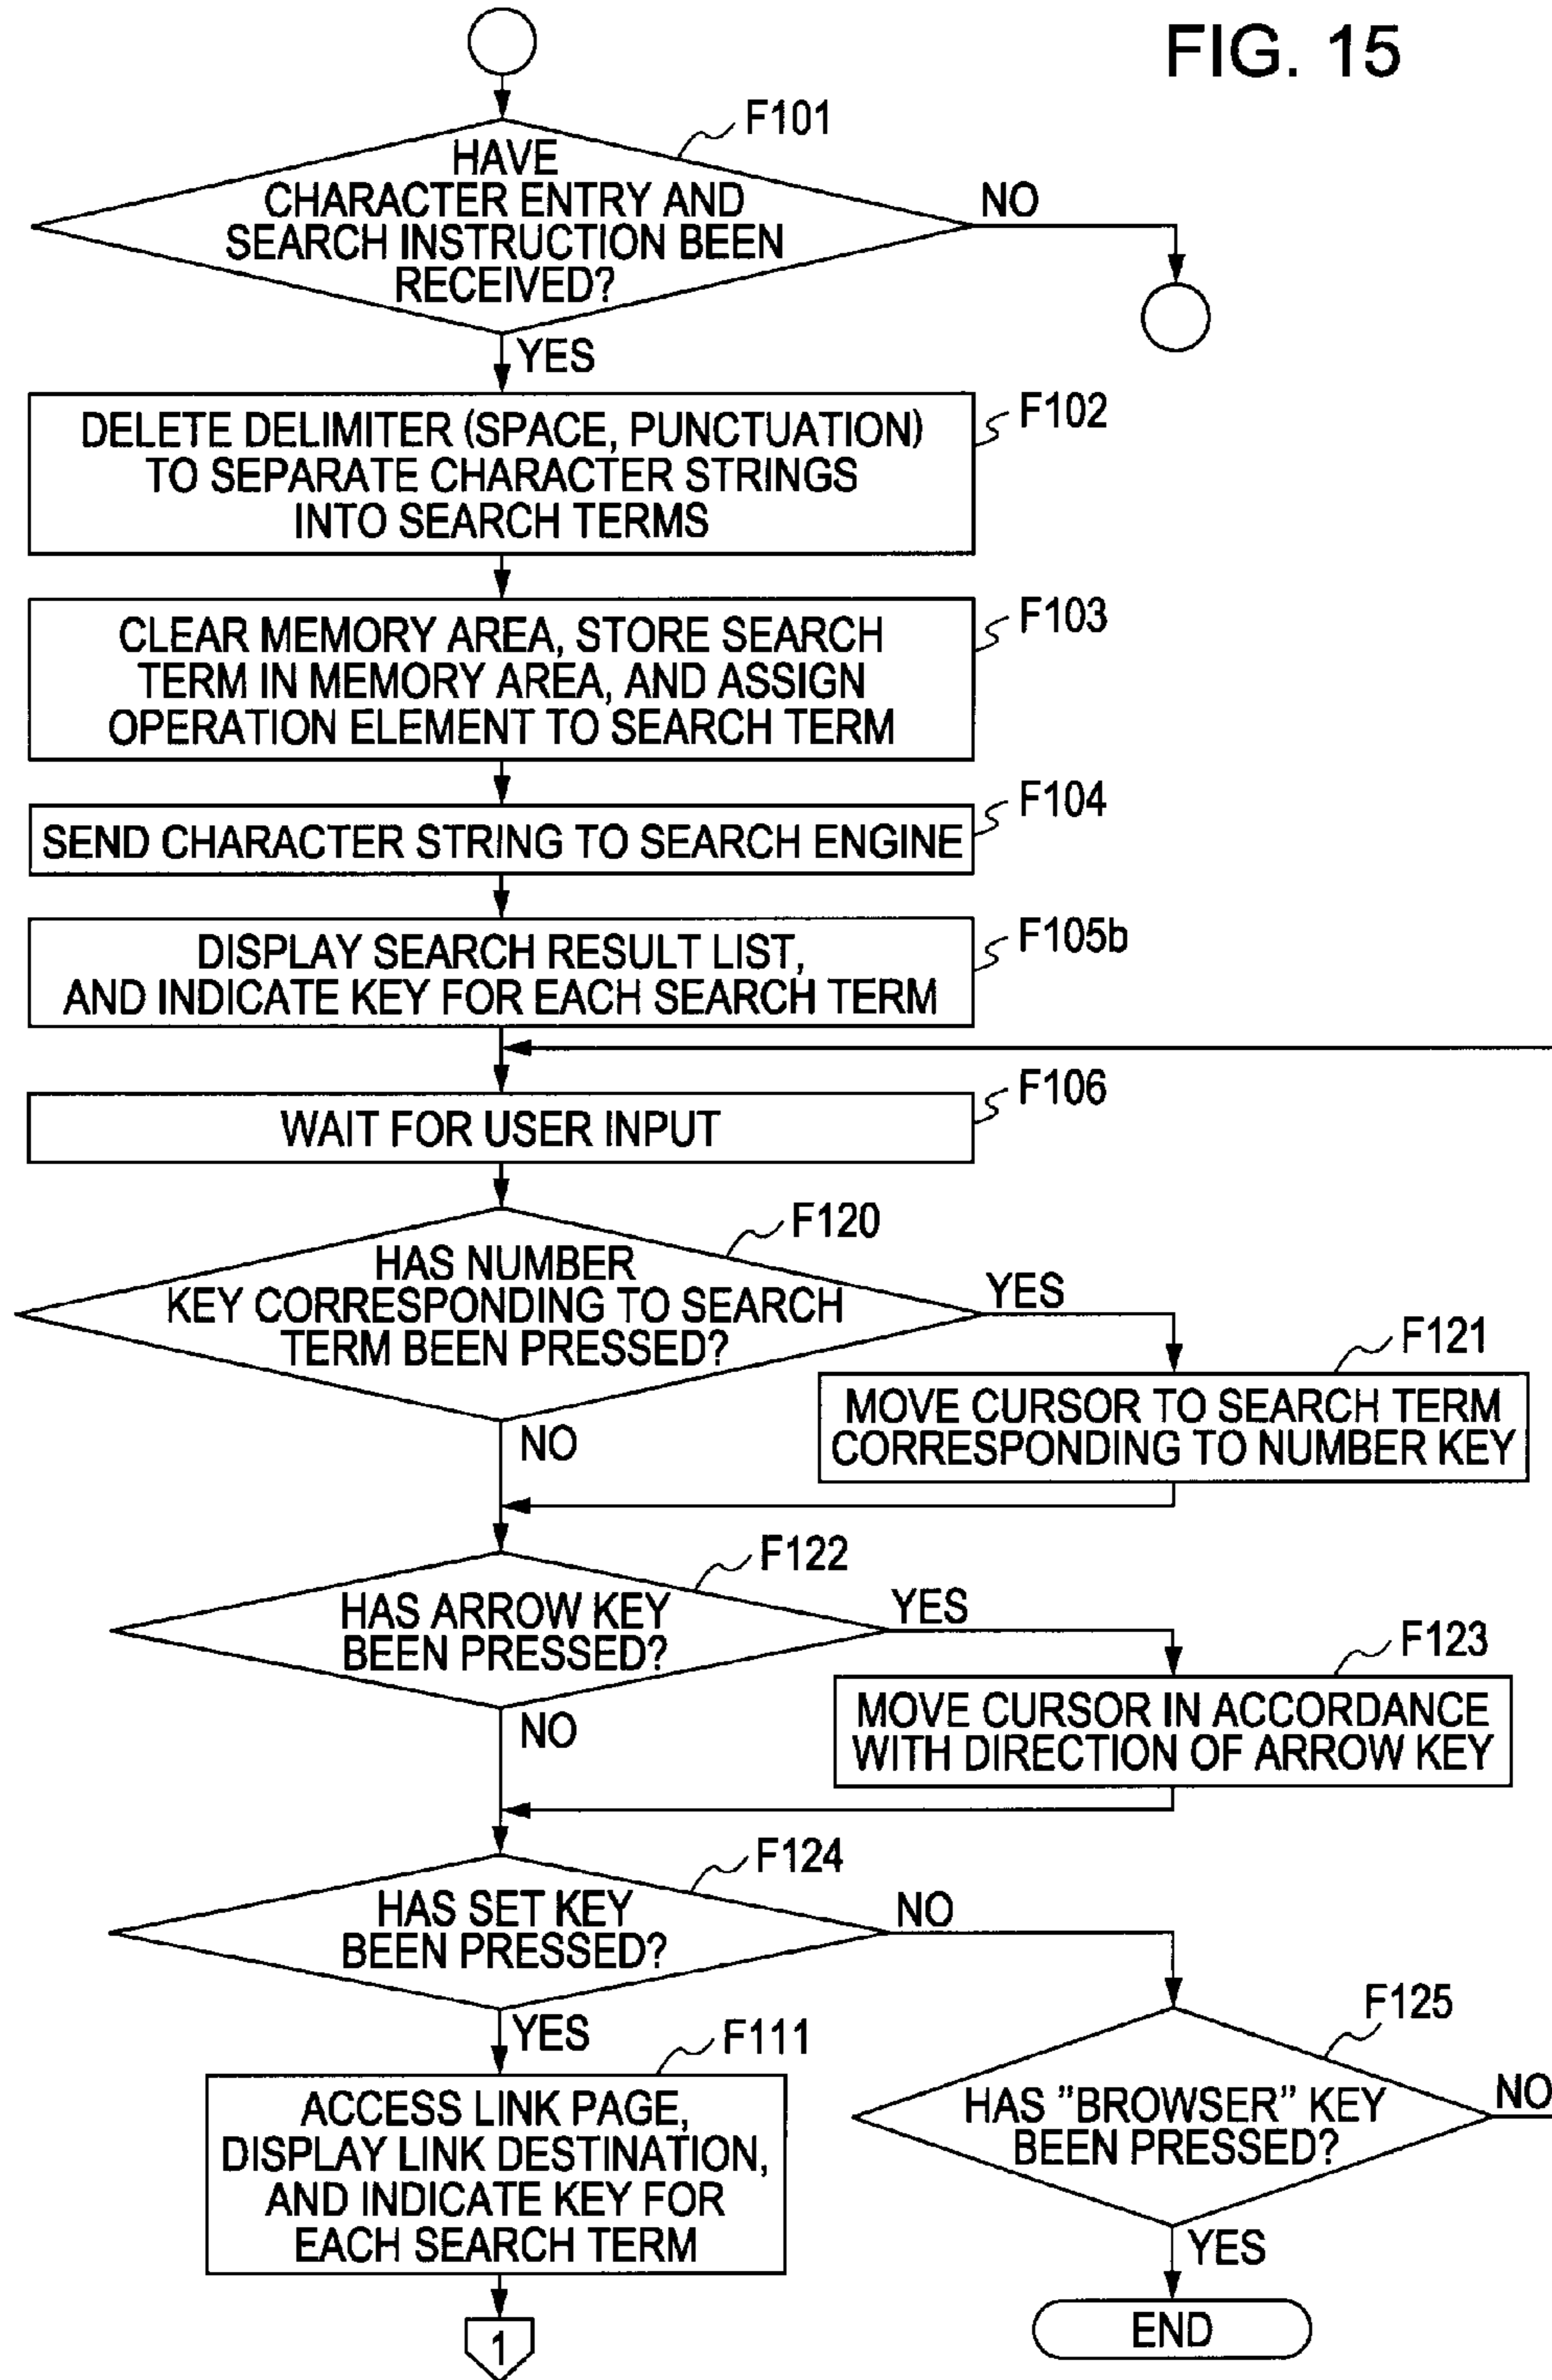 FIG. 15
F101
HAVE
CHARACTER ENTRY AND
SEARCH INSTRUCTION BEEN
RECEIVED?
NO
YES
F102
DELETE DELIMITER (SPACE, PUNCTUATION)
TO SEPARATE CHARACTER STRINGS
INTO SEARCH TERMS
F103
CLEAR MEMORY AREA, STORE SEARCH
TERM IN MEMORY AREA, AND ASSIGN
OPERATION ELEMENT TO SEARCH TERM
F104
SEND CHARACTER STRING TO SEARCH ENGINE
F105b
DISPLAY SEARCH RESULT LIST,
AND INDICATE KEY FOR EACH SEARCH TERM
F106
WAIT FOR USER INPUT
F120
HAS NUMBER
KEY CORRESPONDING TO SEARCH
TERM BEEN PRESSED?
YES
F121
MOVE CURSOR TO SEARCH TERM
CORRESPONDING TO NUMBER KEY
NO
F122
HAS ARROW KEY
BEEN PRESSED?
YES
F123
MOVE CURSOR IN ACCORDANCE
WITH DIRECTION OF ARROW KEY
NO
F124
HAS SET KEY
BEEN PRESSED?
NO
YES
F125
HAS "BROWSER" KEY
BEEN PRESSED?
NO
F111
ACCESS LINK PAGE,
DISPLAY LINK DESTINATION,
AND INDICATE KEY FOR
EACH SEARCH TERM
YES
1
END